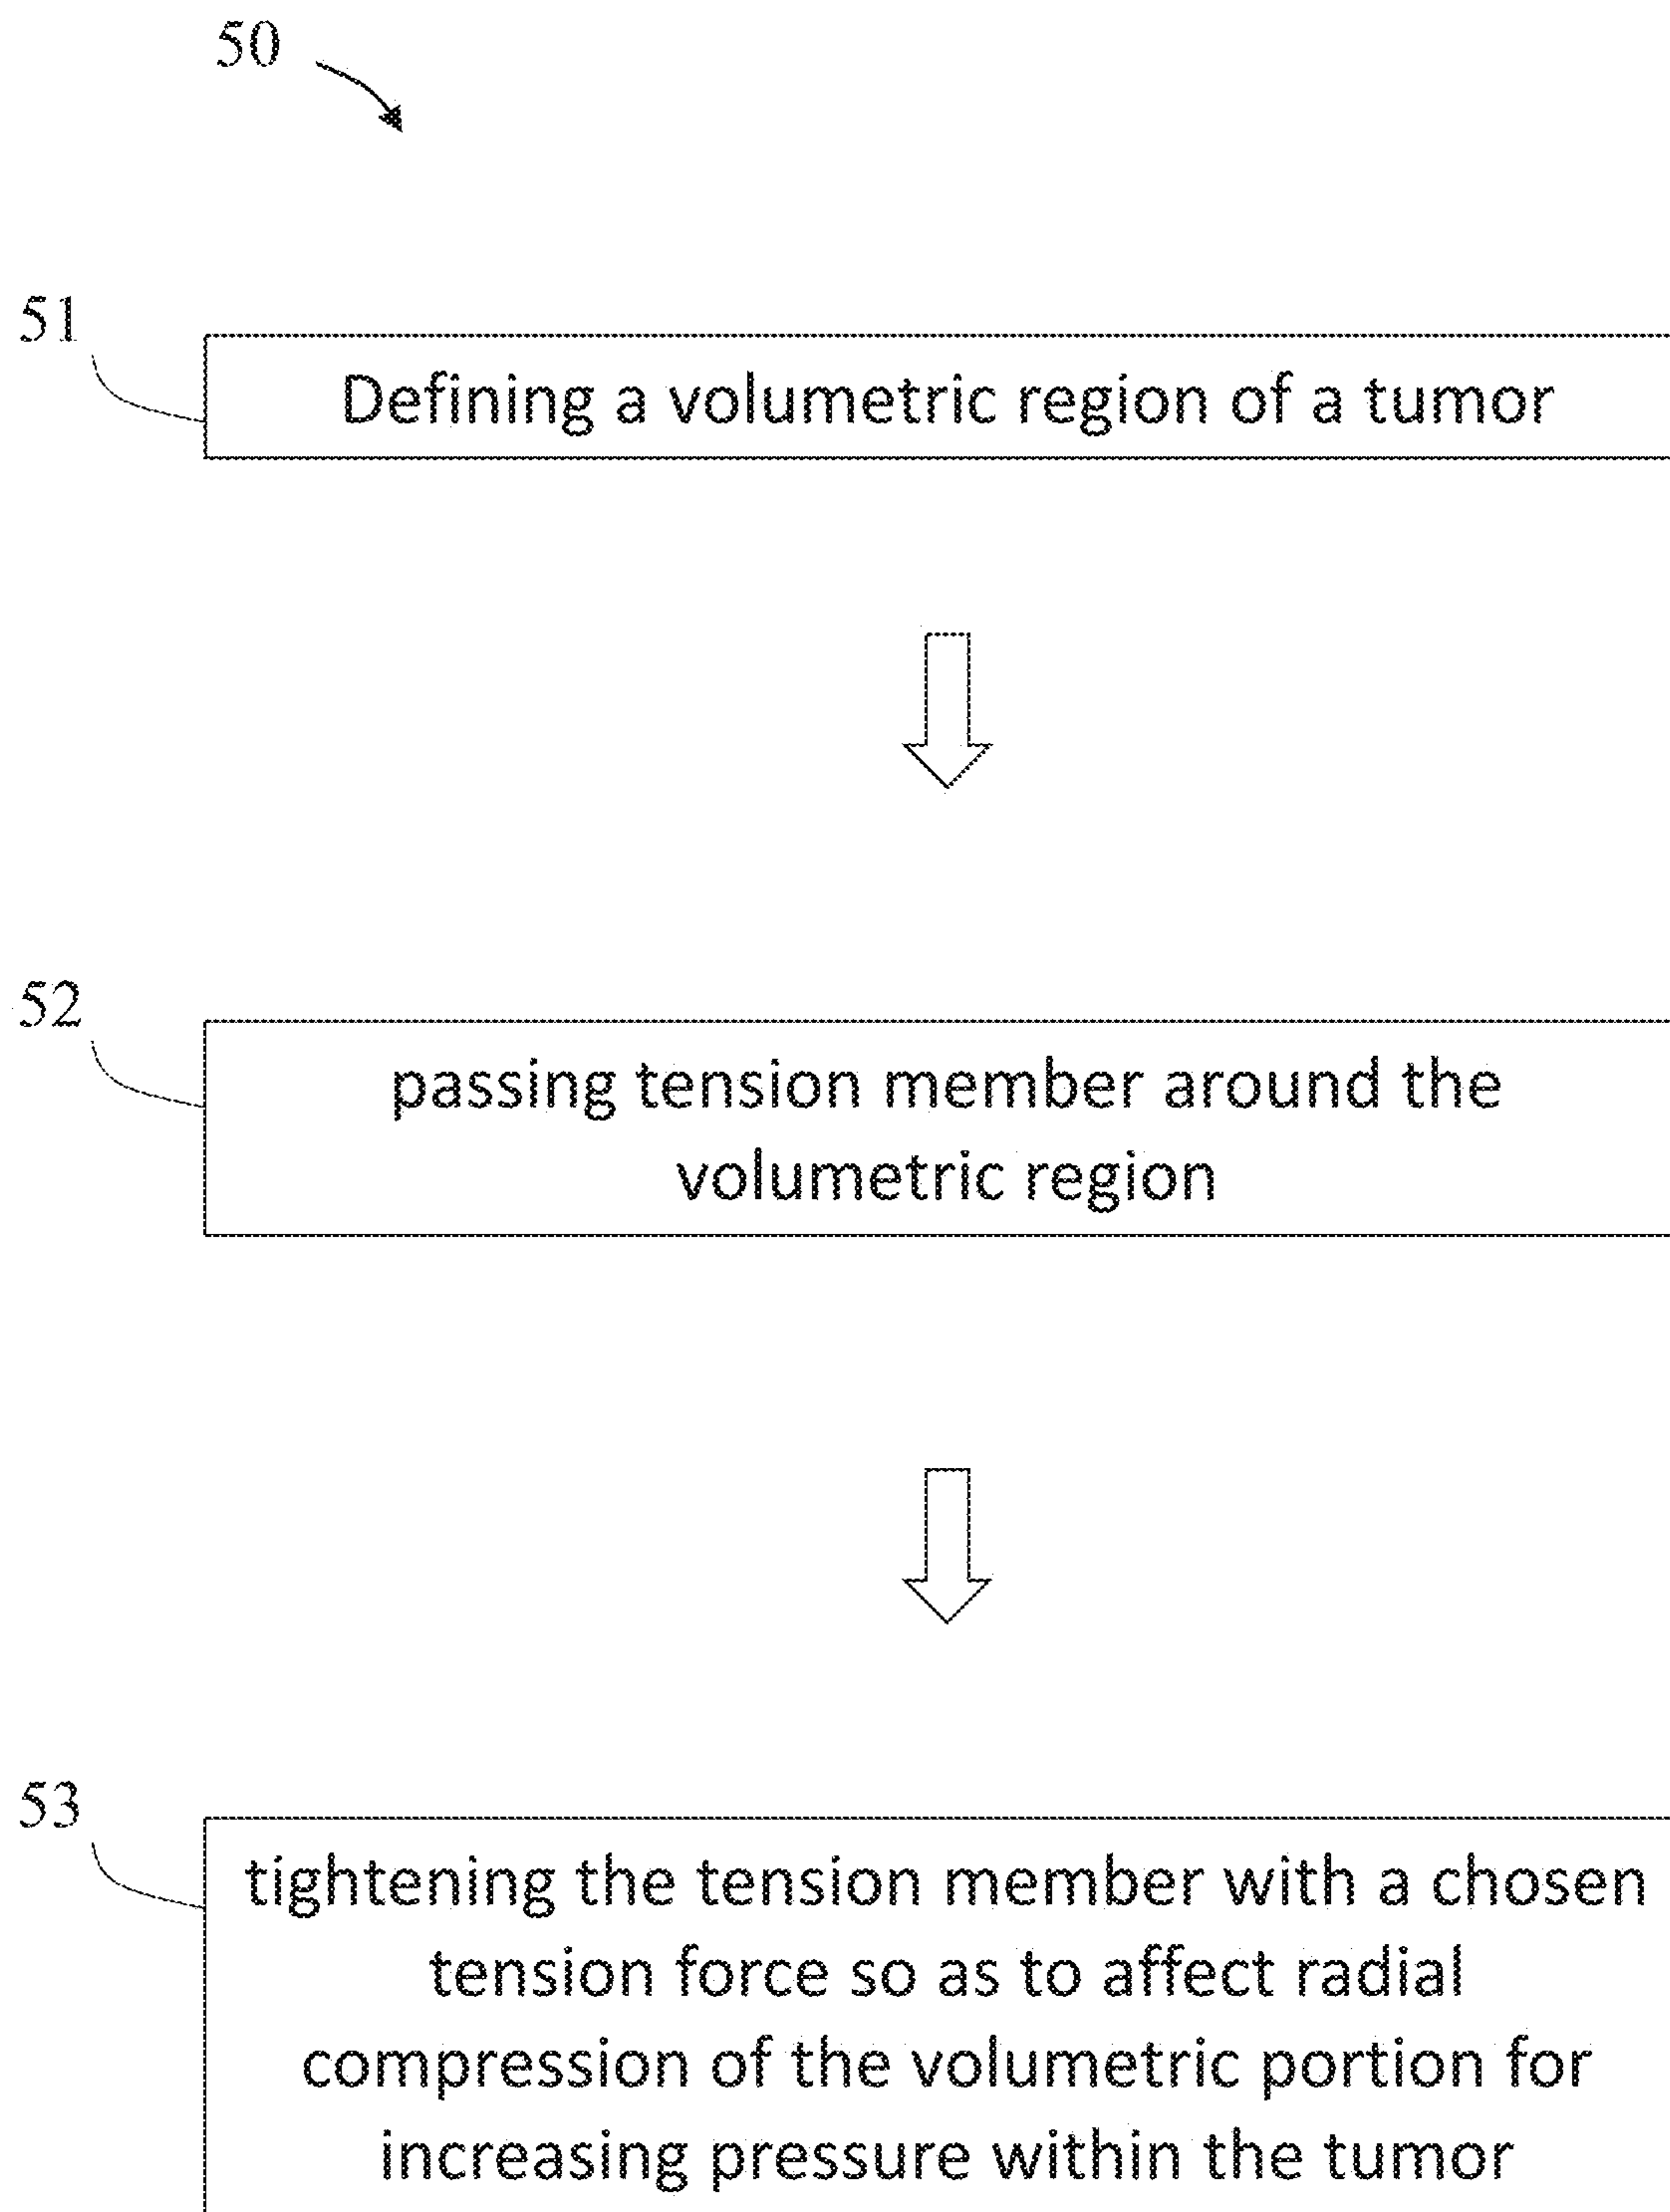 50
51
Defining a volumetric region of a tumor
52
passing tension member around the
volumetric region
53
tightening the tension member with a chosen
tension force so as to affect radial
compression of the volumetric portion for
increasing pressure within the tumor